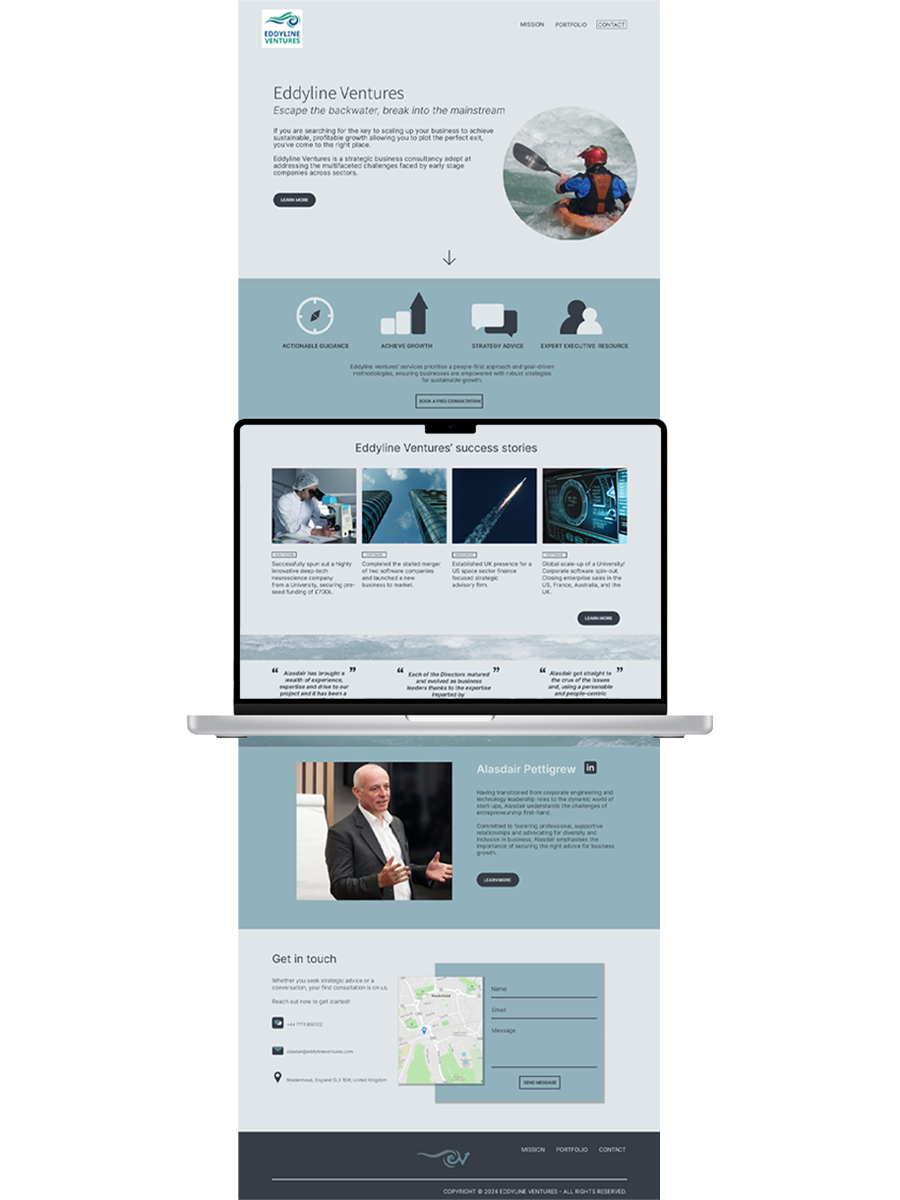 EDDYLINE
VENTURES
MISSION PORTFOLIO CONTACT
Eddyline Ventures
Escape the backwater, break into the mainstream
If you are searching for the key to scaling up your business to achieve
sustainable, profitable growth allowing you to plot the perfect exit,
you've come to the right place.
Eddyline Ventures is a strategic business consultancy adept at
addressing the multifaceted challenges faced by early stage
companies across sectors.
LEARN MORE
ACTIONABLE GUIDANCE
ACHIEVE GROWTH
STRATEGY ADVICE
EXPERT EXECUTIVE RESOURCE
Eddyline Ventures' services prioritise a people-first approach and goal-driven
methodologies, ensuring businesses are empowered with robust strategies
for sustainable growth.
BOOK A FREE CONSULTATION
Eddyline Ventures' success stories
Successfully spun out a highly
innovative deep-tech
neuroscience company
from a University, securing pre-
seed funding of £700k.
Completed the stalled merger
of two software companies
and launched a new
business to market.
Established UK presence for a
US space sector finance
focused strategic
advisory firm.
Global scale-up of a University/
Corporate software spin-out.
Closing enterprise sales in the
US, France, Australia, and the
UK.
LEARN MORE
“ Alasdair has brought a ”
wealth of experience,
expertise and drive to our
project and it has been a
“ Each of the Directors matured ”
and evolved as business
leaders thanks to the expertise
imparted by
“ Alasdair got straight to ”
the crux of the issues
and, using a personable
and people-centric
Alasdair Pettigrew in
Having transitioned from corporate engineering and
technology leadership roles to the dynamic world of
start-ups, Alasdair understands the challenges of
entrepreneurship first-hand.
Committed to fostering professional, supportive
relationships and advocating for diversity and
inclusion in business. Alasdair emphasises the
importance of securing the right advice for business
growth.
LEARN MORE
Get in touch
Whether you seek strategic advice or a
conversation, your first consultation is on us.
Reach out now to get started!
alasdair@eddylineventures.com
Maidenhead, England SL6 1EW, United Kingdom
Maidenhead
Name
Email
Message
SEND MESSAGE
MISSION PORTFOLIO CONTACT
COPYRIGHT © 2024 EDDYLINE VENTURES - ALL RIGHTS RESERVED.